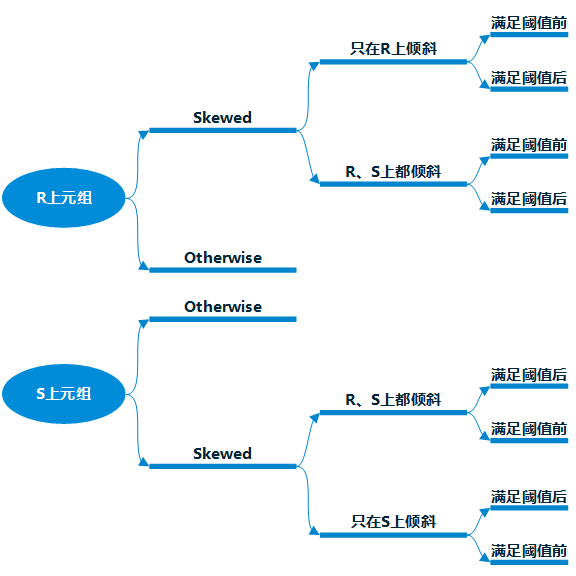 满足阈值前
只在R上倾斜
满足阈值后
Skewed
满足阈值前
R、S上都倾斜
R上元组
满足阈值后
Otherwise
Otherwise
满足阈值后
S上元组
R、S上都倾斜
满足阈值前
Skewed
满足阈值后
只在S上倾斜
满足阈值前